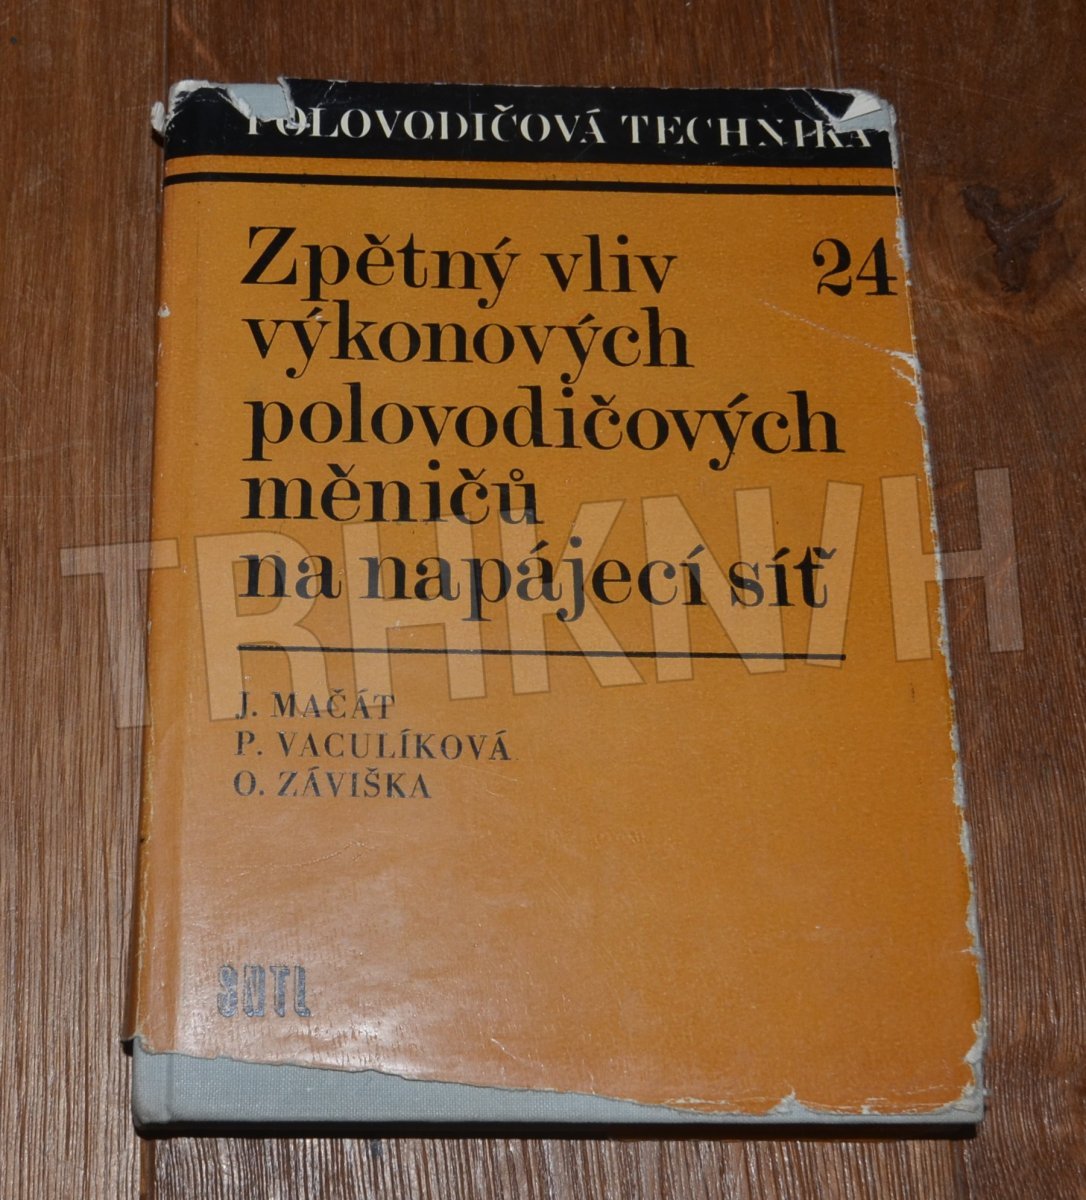 POLOVODIČOVÁ TECHNIKA
Zpětný vliv 24
výkonových
polovodičových
měničů
na napájecí síť
J. MAČÁT
P. VACULÍKOVÁ
O. ZÁVIŠKA
SNTL
TRHKNIH